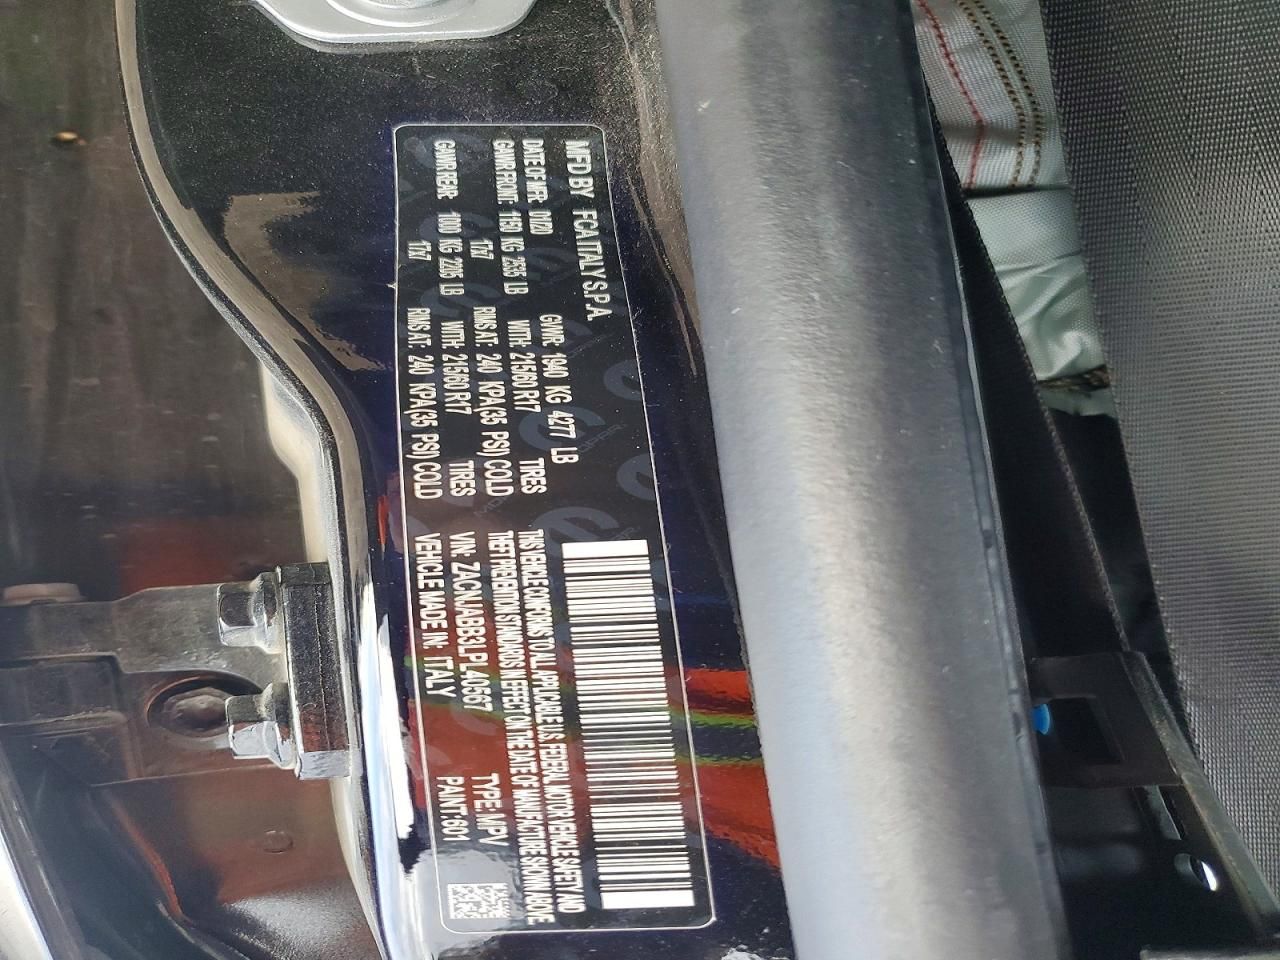 MFD BY FCA ITALY S.P.A.
DATE OF MFR: 01/20 GVWR: 1940 KG 4277 LB
GAWR FRONT: 1150 KG 2535 LB WITH: 215/60 R17 TIRES
17x7 RIMS AT: 240 KPA (35 PSI) COLD
GAWR REAR: 1000 KG 2205 LB WITH: 215/60 R17 TIRES
17x7 RIMS AT: 240 KPA (35 PSI) COLD
THIS VEHICLE CONFORMS TO ALL APPLICABLE U.S. FEDERAL MOTOR VEHICLE SAFETY AND
THEFT PREVENTION STANDARDS IN EFFECT ON THE DATE OF MANUFACTURE SHOWN ABOVE
VIN: ZACNJABB3LPL40567 TYPE: MPV
VEHICLE MADE IN: ITALY PAINT: 601